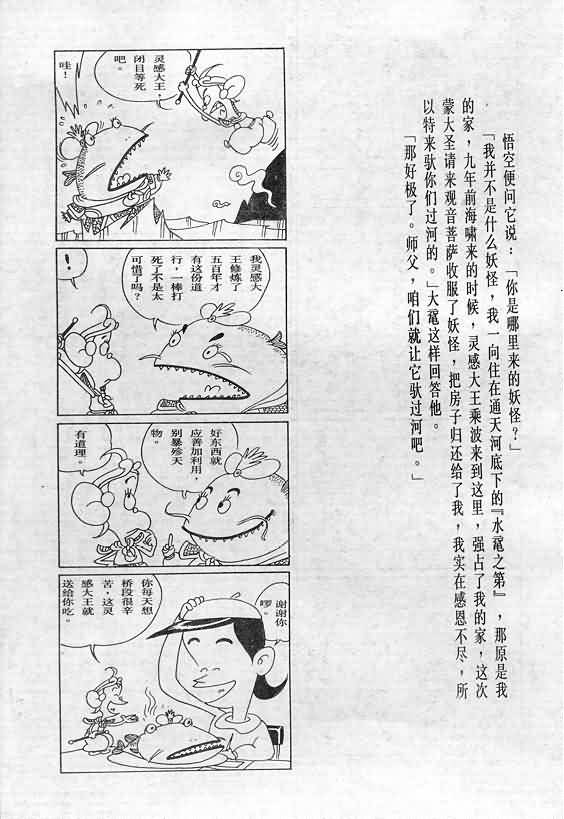 悟空便问它说：「你是哪里来的妖怪？」
「我并不是什么妖怪，我一向住在通天河底下的『水鼋之第』，那原是我
的家，九年前海啸来的时候，灵感大王乘波来到这里，强占了我的家，这次
蒙大圣请来观音菩萨收服了妖怪，把房子归还给了我，我实在感恩不尽，所
以特来驮你们过河的。」大鼋这样回答他。
「那好极了。师父，咱们就让它驮过河吧。」
灵感大王，
闭目等死
吧。
哇！
我灵感大
王修炼了
五百年才
有这份道
行，一棒打
死了不是太
可惜了吗？
！
好东西就
应善加利用，
别暴殄天
物。
有道理。
谢谢你
啰。
你每天想
桥段很辛
苦，这灵
感大王就
送给你吃。